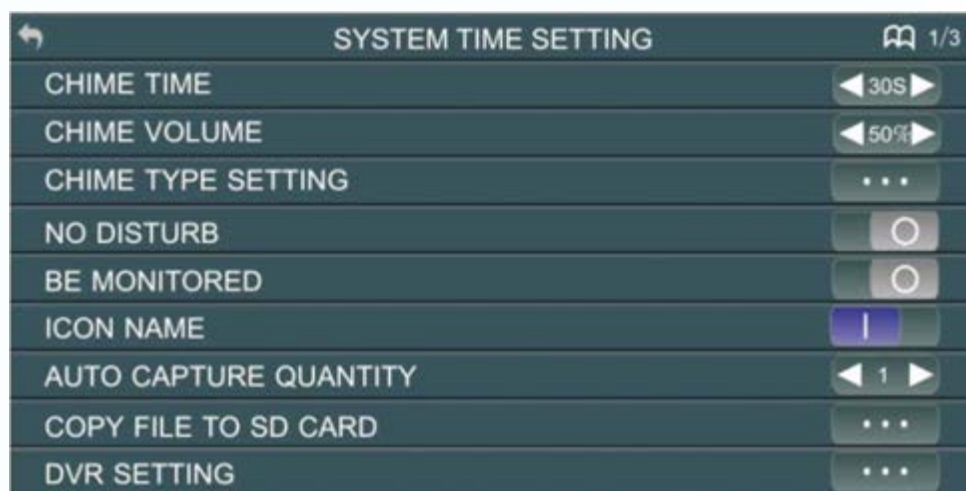 SYSTEM TIME SETTING 1/3
CHIME TIME 30S
CHIME VOLUME 50%
CHIME TYPE SETTING
NO DISTURB
BE MONITORED
ICON NAME
AUTO CAPTURE QUANTITY 1
COPY FILE TO SD CARD
DVR SETTING